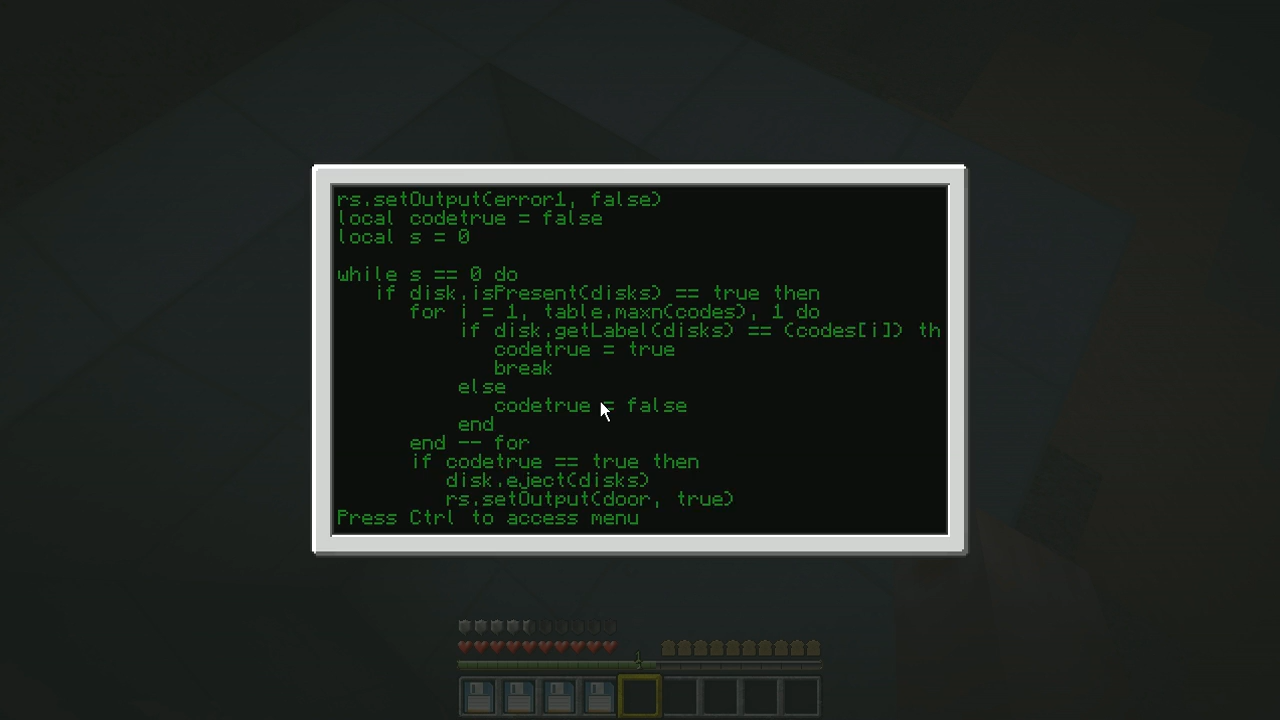 rs.setOutput(error1, false)
local codetrue = false
local s = 0
while s == 0 do
if disk.isPresent(disks) == true then
for i = 1, table.maxn(codes), 1 do
if disk.getLabel(disks) == (codes[i]) th
codetrue = true
break
else
codetrue = false
end
end -- for
if codetrue == true then
disk.eject(disks)
rs.setOutput(door, true)
Press Ctrl to access menu
1